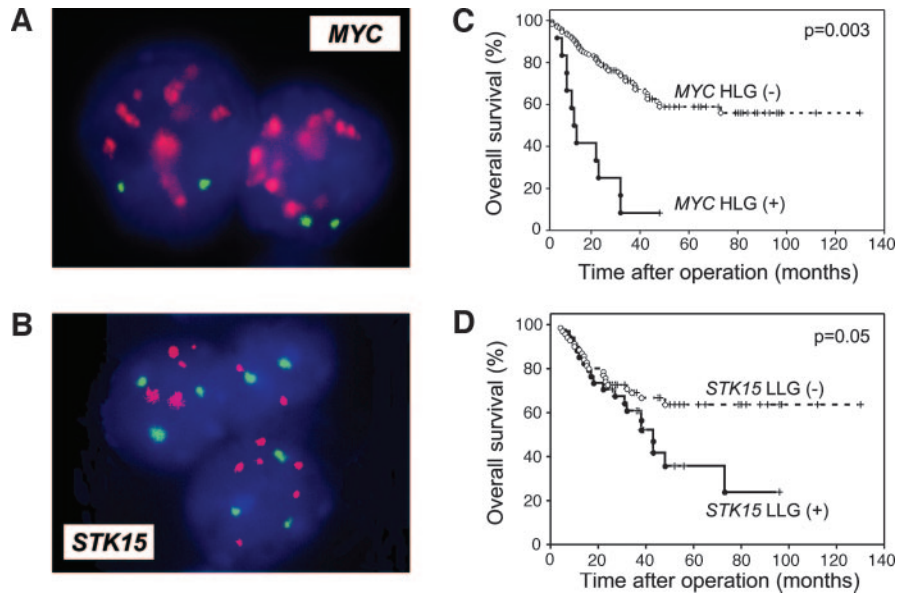 A
MYC
B
STK15
C
p=0.003
Overall survival (%)
100
80
60
40
20
0
MYC HLG (-)
MYC HLG (+)
0 20 40 60 80 100 120 140
Time after operation (months)
D
p=0.05
Overall survival (%)
100
80
60
40
20
0
STK15 LLG (-)
STK15 LLG (+)
0 20 40 60 80 100 120 140
Time after operation (months)